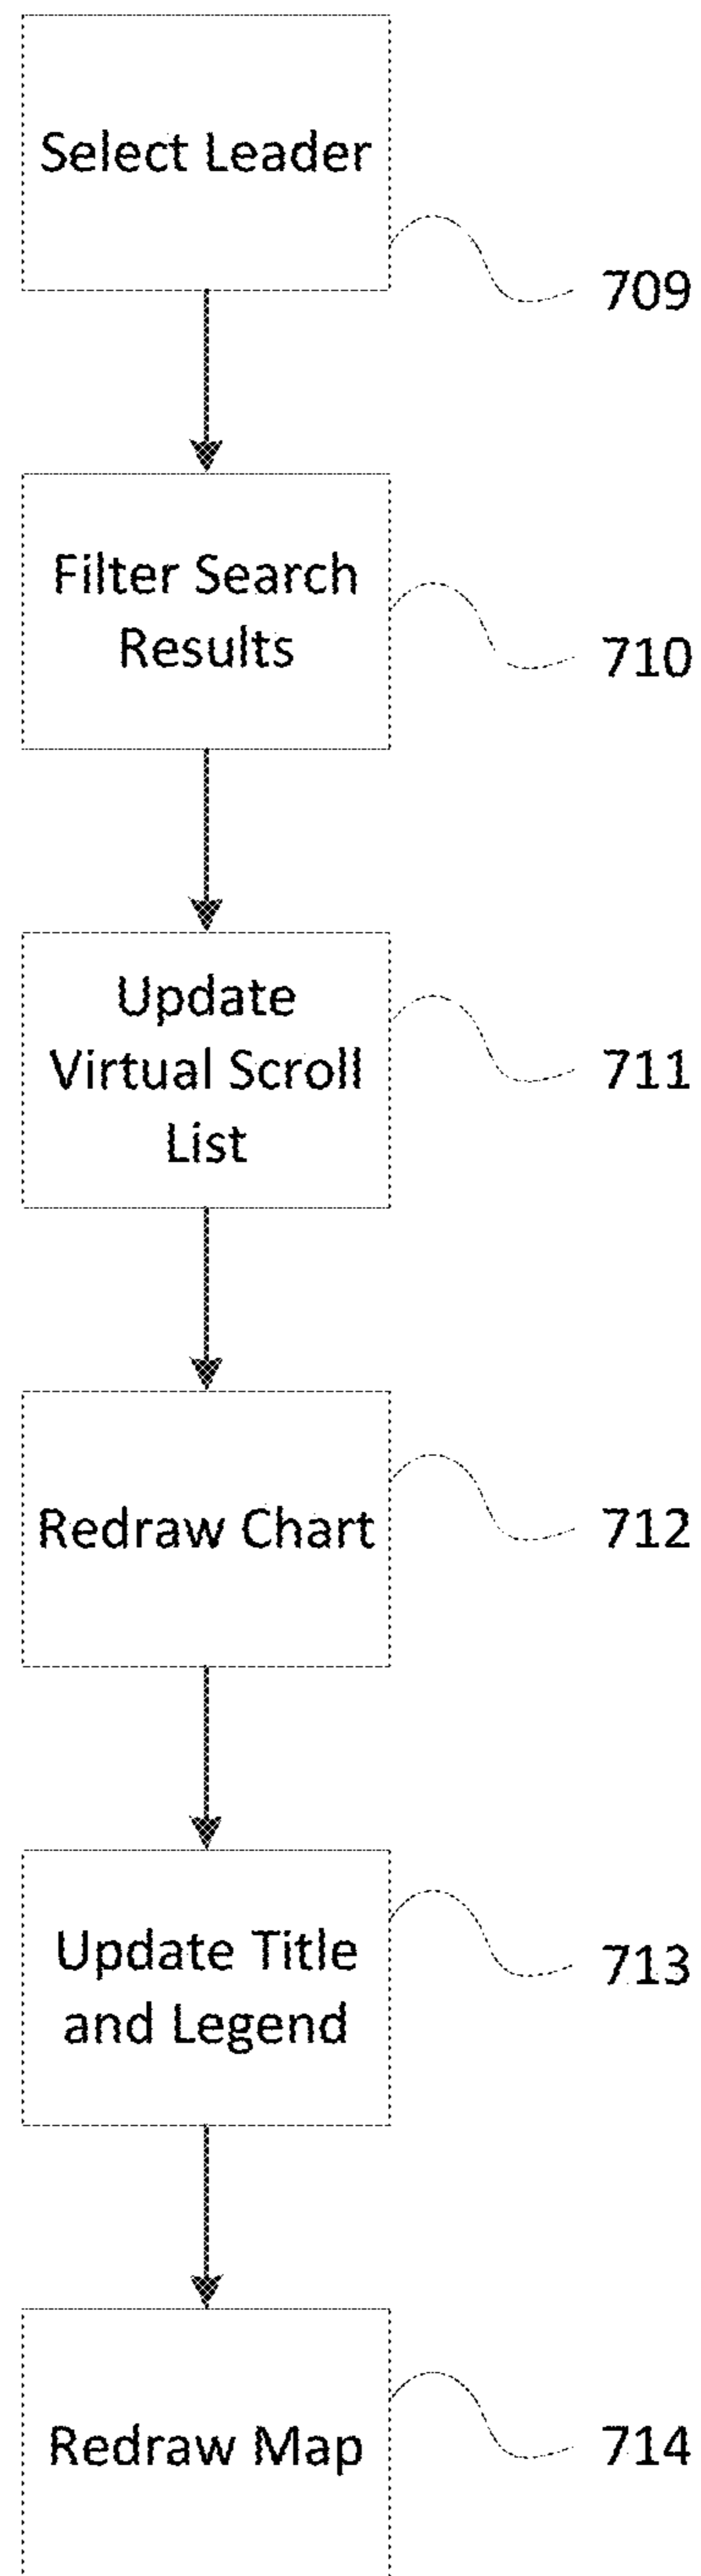 Select Leader
709
Filter Search
Results
710
Update
Virtual Scroll
List
711
Redraw Chart
712
Update Title
and Legend
713
Redraw Map
714